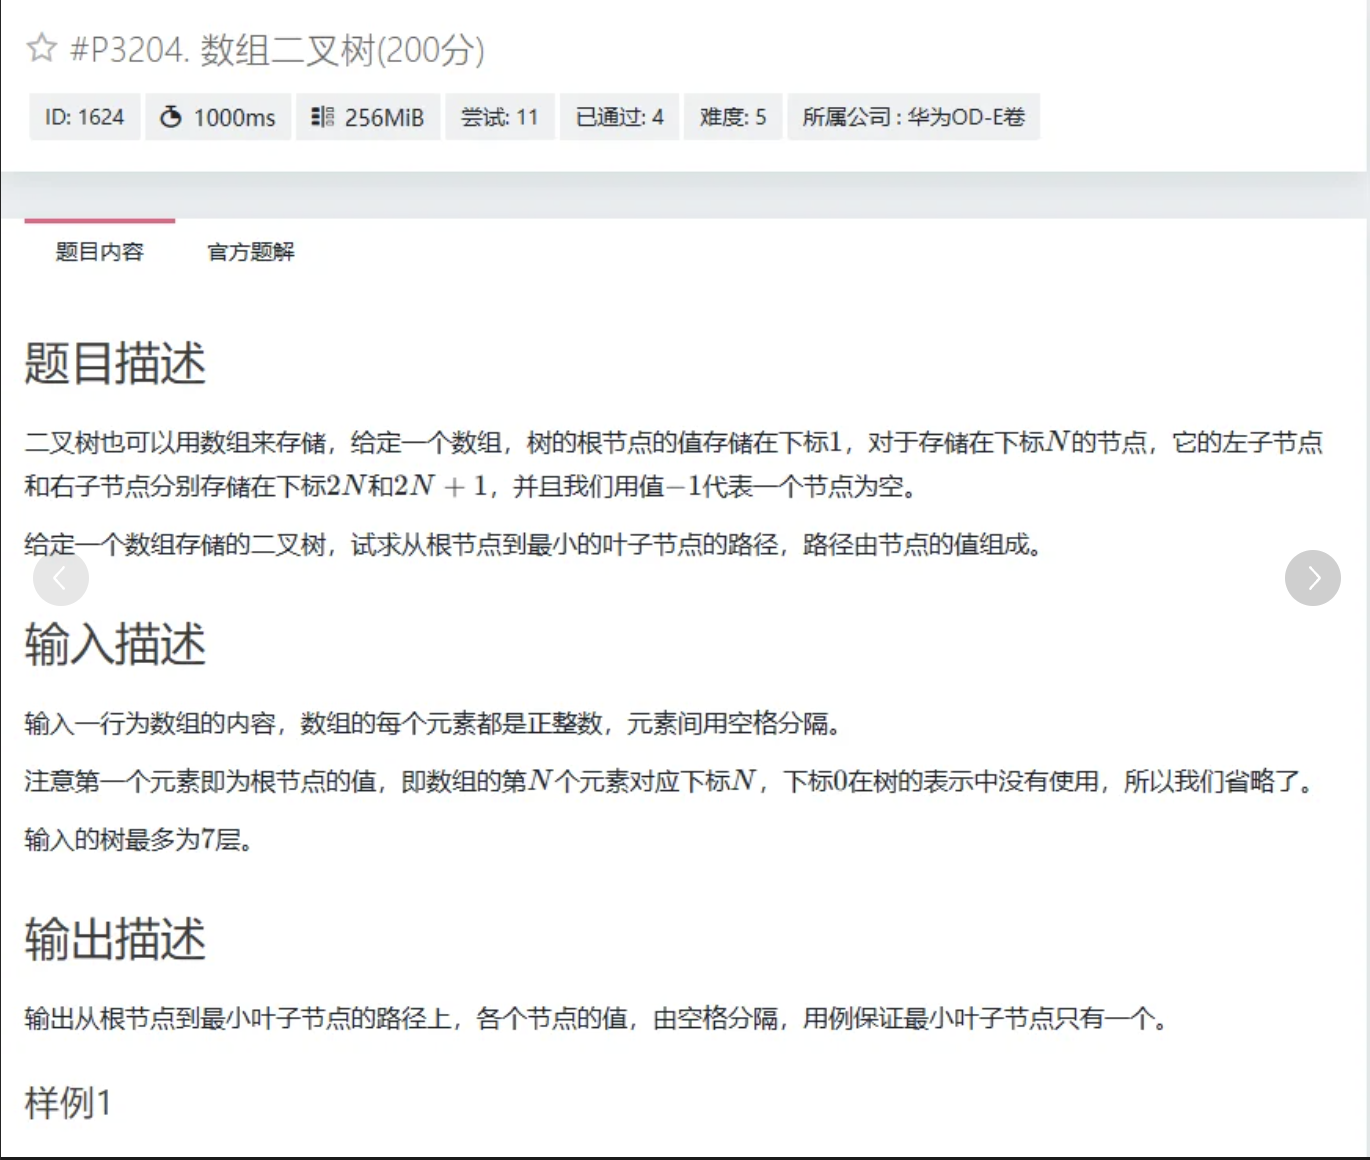 #P3204. 数组二叉树(200分)
ID: 1624 1000ms 256MiB 尝试: 11 已通过: 4 难度: 5 所属公司 : 华为OD-E卷
题目内容 官方题解
题目描述
二叉树也可以用数组来存储，给定一个数组，树的根节点的值存储在下标1，对于存储在下标N的节点，它的左子节点
和右子节点分别存储在下标2N和2N + 1，并且我们用值−1代表一个节点为空。
给定一个数组存储的二叉树，试求从根节点到最小的叶子节点的路径，路径由节点的值组成。
输入描述
输入一行为数组的内容，数组的每个元素都是正整数，元素间用空格分隔。
注意第一个元素即为根节点的值，即数组的第N个元素对应下标N，下标0在树的表示中没有使用，所以我们省略了。
输入的树最多为7层。
输出描述
输出从根节点到最小叶子节点的路径上，各个节点的值，由空格分隔，用例保证最小叶子节点只有一个。
样例1